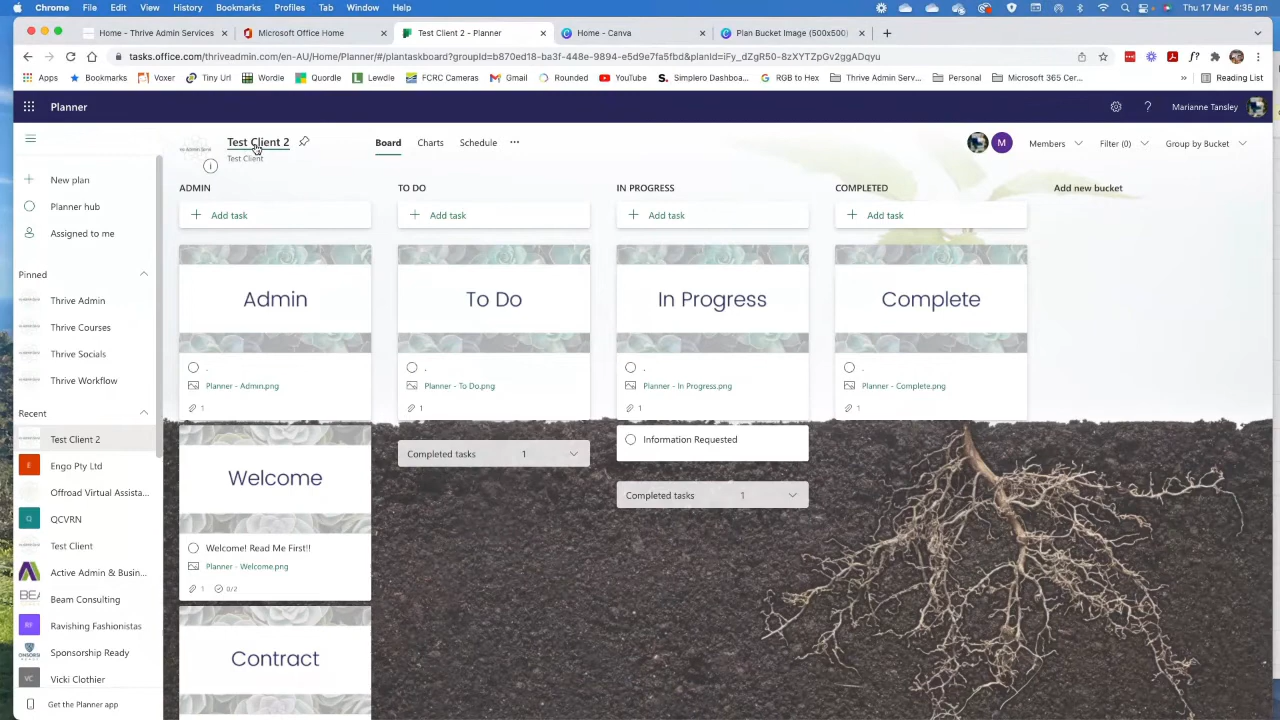 Chrome File Edit View History Bookmarks Profiles Tab Window Help Thu 17 Mar 4:35 pm
Home - Thrive Admin Services
Microsoft Office Home
Test Client 2 - Planner
Home - Canva
Plan Bucket Image (500x500)
tasks.office.com/thriveadmin.com/en-AU/Home/Planner/#/plantaskboard?groupId=b870ed18-ba3f-448e-9894-e5d9e7fa5fbd&planId=iFy_dZgR50-8zXYTZpGv2ggADqyu
Apps Bookmarks Voxer Tiny Url Wordle Quordle Lewdle FCRC Cameras Gmail Rounded YouTube Simplero Dashbo... RGB to Hex Thrive Admin Serv... Personal Microsoft 365 Cer... » Reading List
Planner
Marianne Tansley
Test Client 2
Test Client
Board Charts Schedule ...
M
Members
Filter (0)
Group by Bucket
New plan
Planner hub
Assigned to me
Pinned
Thrive Admin
Thrive Courses
Thrive Socials
Thrive Workflow
Recent
Test Client 2
E Engo Pty Ltd
Offroad Virtual Assista...
Q QCVRN
Test Client
Active Admin & Busin...
BEA Beam Consulting
RF Ravishing Fashionistas
Sponsorship Ready
VC Vicki Clothier
Get the Planner app
ADMIN
Add task
Admin
.
Planner - Admin.png
1
Welcome
Welcome! Read Me First!!
Planner - Welcome.png
1 0/2
Contract
TO DO
Add task
To Do
.
Planner - To Do.png
1
Completed tasks 1
IN PROGRESS
Add task
In Progress
.
Planner - In Progress.png
1
Information Requested
Completed tasks 1
COMPLETED
Add task
Complete
.
Planner - Complete.png
1
Add new bucket